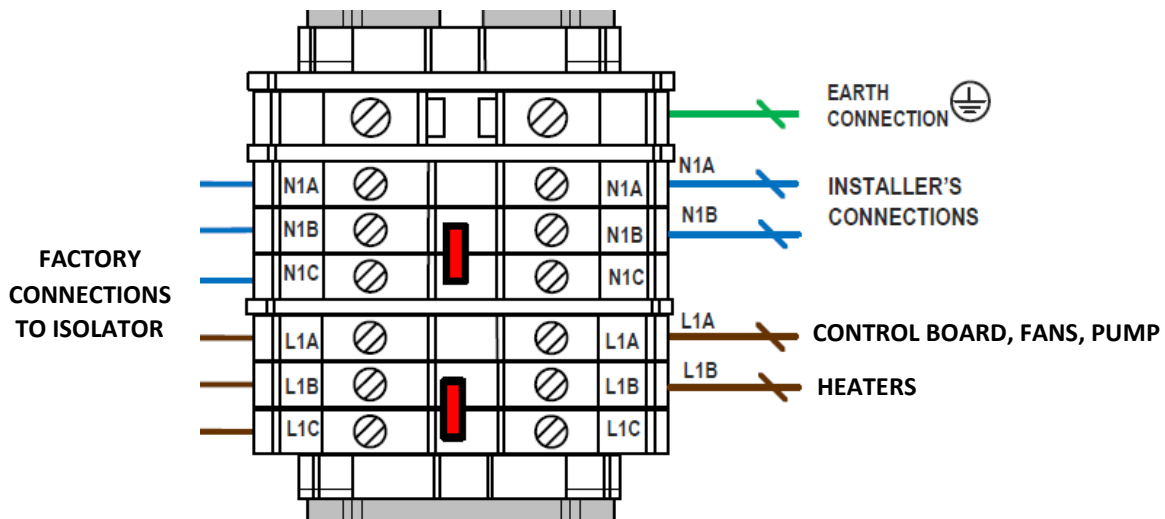 EARTH
CONNECTION
N1A
N1A
N1A
INSTALLER'S
CONNECTIONS
N1B
N1B
N1B
FACTORY
CONNECTIONS
TO ISOLATOR
N1C
N1C
L1A
L1A
L1A
CONTROL BOARD, FANS, PUMP
L1B
L1B
L1B
HEATERS
L1C
L1C